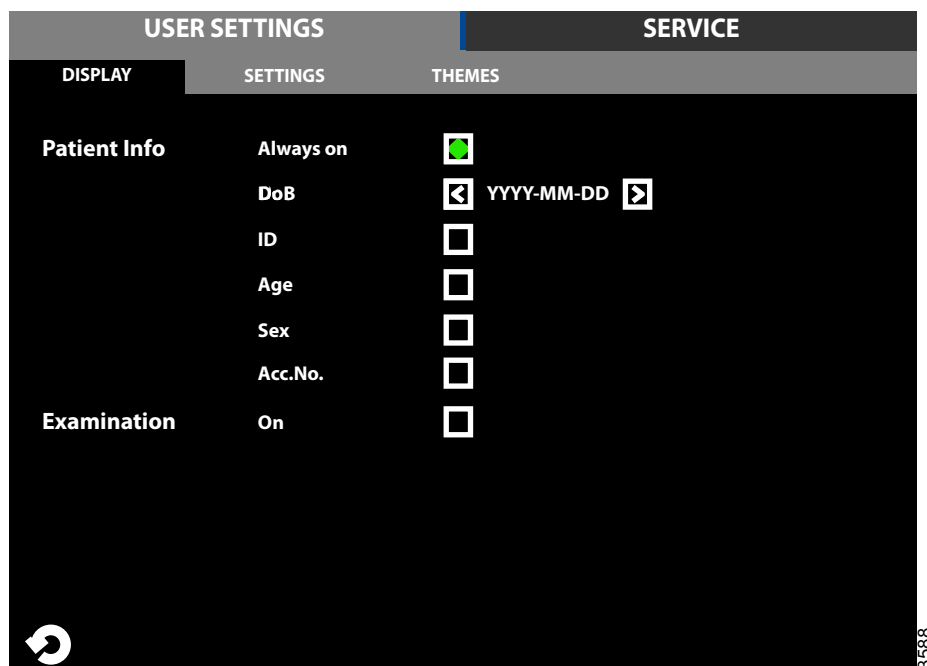 USER SETTINGS SERVICE
DISPLAY SETTINGS THEMES
Patient Info Always on
DoB YYYY-MM-DD
ID
Age
Sex
Acc.No.
Examination On
3588